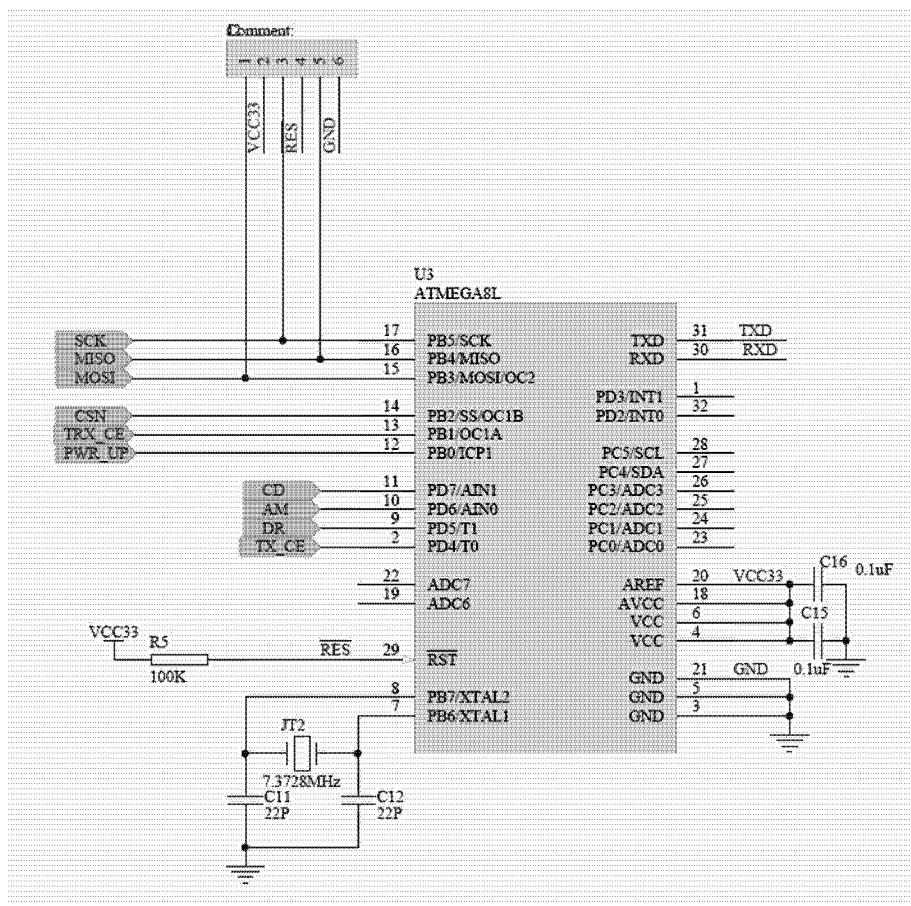 Comment:
1 2 3 4 5 6
VCC33
RES
GND
U3
ATMEGA8L
SCK 17 PB5/SCK TXD 31 TXD
MISO 16 PB4/MISO RXD 30 RXD
MOSI 15 PB3/MOSI/OC2
PD3/INT1 1
CSN 14 PB2/SS/OC1B PD2/INT0 32
TRX_CE 13 PB1/OC1A
PWR_UP 12 PB0/ICP1 PC5/SCL 28
PC4/SDA 27
CD 11 PD7/AIN1 PC3/ADC3 26
AM 10 PD6/AIN0 PC2/ADC2 25
DR 9 PD5/T1 PC1/ADC1 24
TX_CE 2 PD4/T0 PC0/ADC0 23
C16
0.1uF
22 ADC7 AREF 20 VCC33
19 ADC6 AVCC 18
VCC 6 C15
VCC 4
0.1uF
VCC33
R5
100K
RES 29 RST
GND 21 GND
8 PB7/XTAL2 GND 5
7 PB6/XTAL1 GND 3
JT2
7.3728MHz
C11 C12
22P 22P